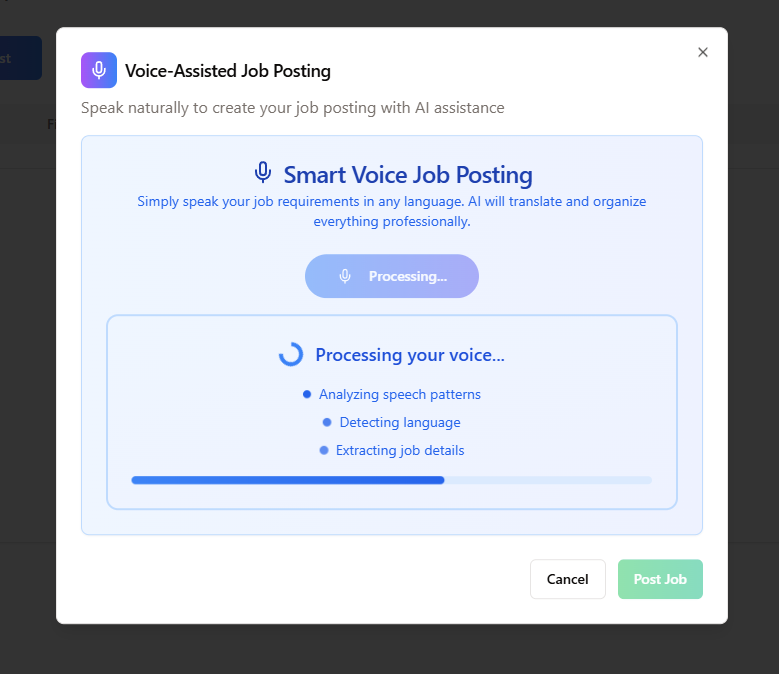 st
Voice-Assisted Job Posting
Speak naturally to create your job posting with AI assistance
Smart Voice Job Posting
Simply speak your job requirements in any language. AI will translate and organize
everything professionally.
Processing...
Processing your voice...
Analyzing speech patterns
Detecting language
Extracting job details
Cancel
Post Job